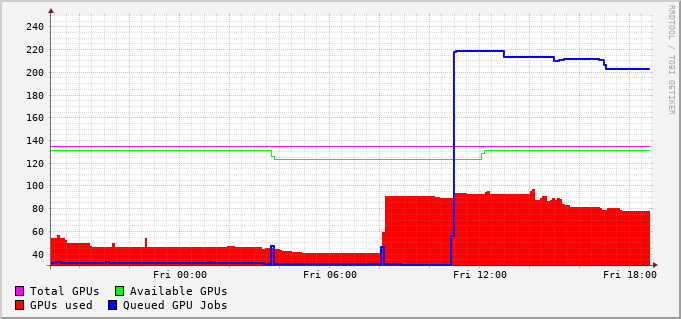 240
220
200
180
160
140
120
100
80
60
40
Fri 00:00 Fri 06:00 Fri 12:00 Fri 18:00
Total GPUs Available GPUs
GPUs used Queued GPU Jobs
RRDTOOL / TOBI OETIKER